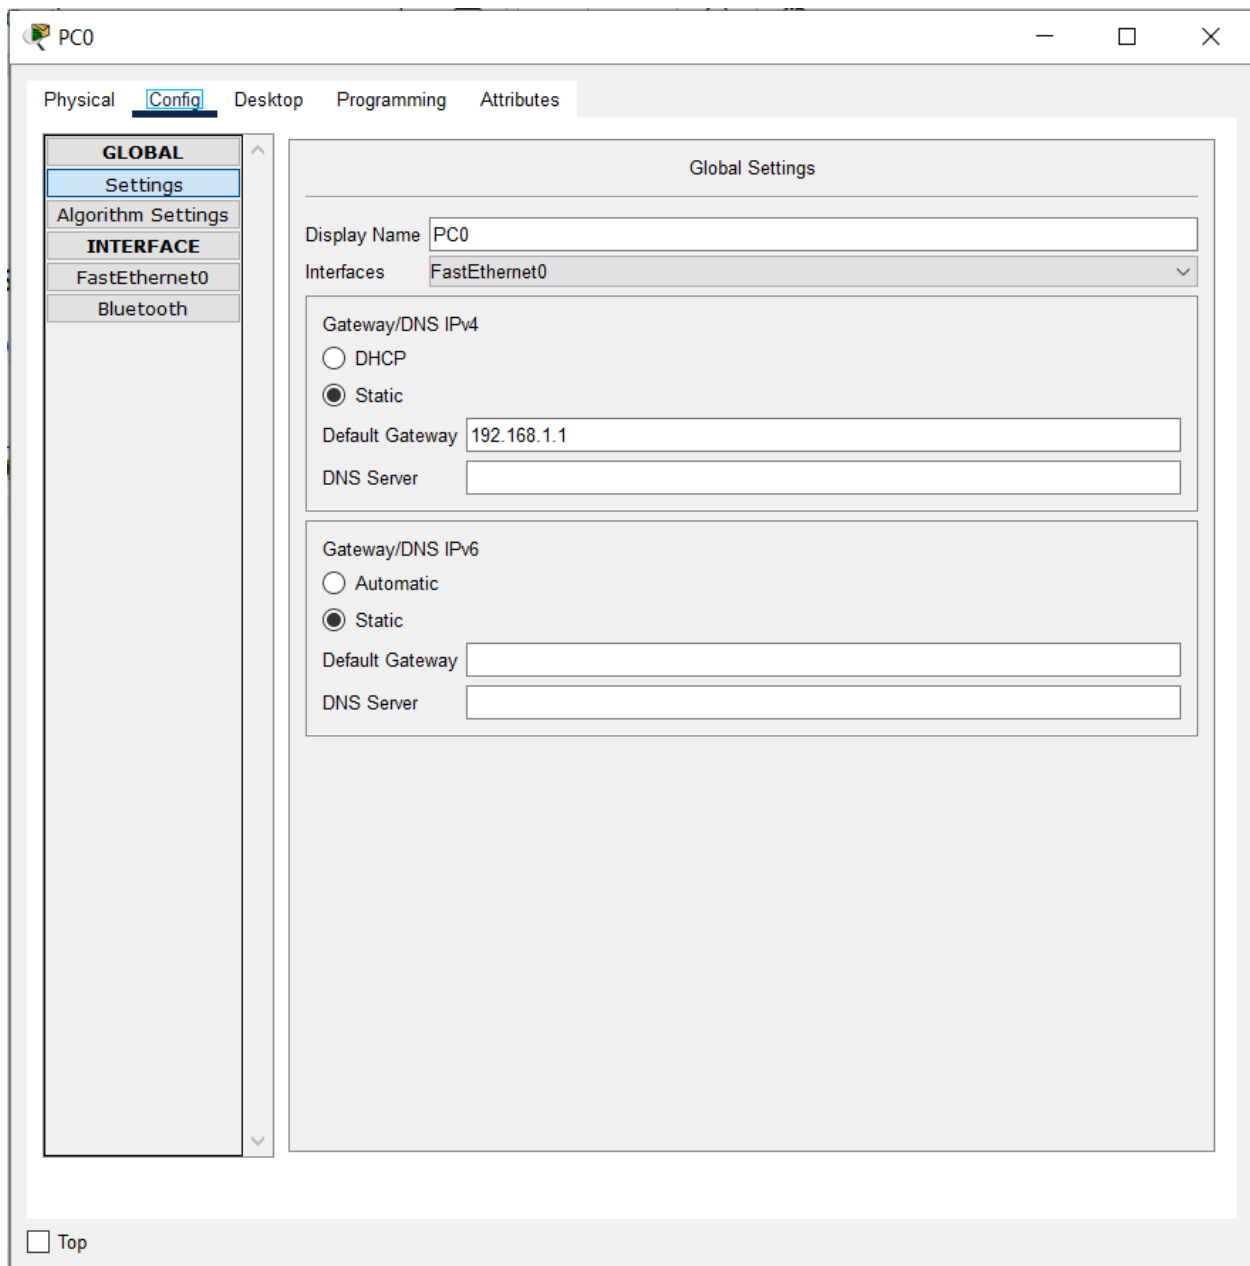 PC0
Physical Config Desktop Programming Attributes
GLOBAL
Settings
Algorithm Settings
INTERFACE
FastEthernet0
Bluetooth
Global Settings
Display Name PC0
Interfaces FastEthernet0
Gateway/DNS IPv4
DHCP
Static
Default Gateway 192.168.1.1
DNS Server
Gateway/DNS IPv6
Automatic
Static
Default Gateway
DNS Server
Top